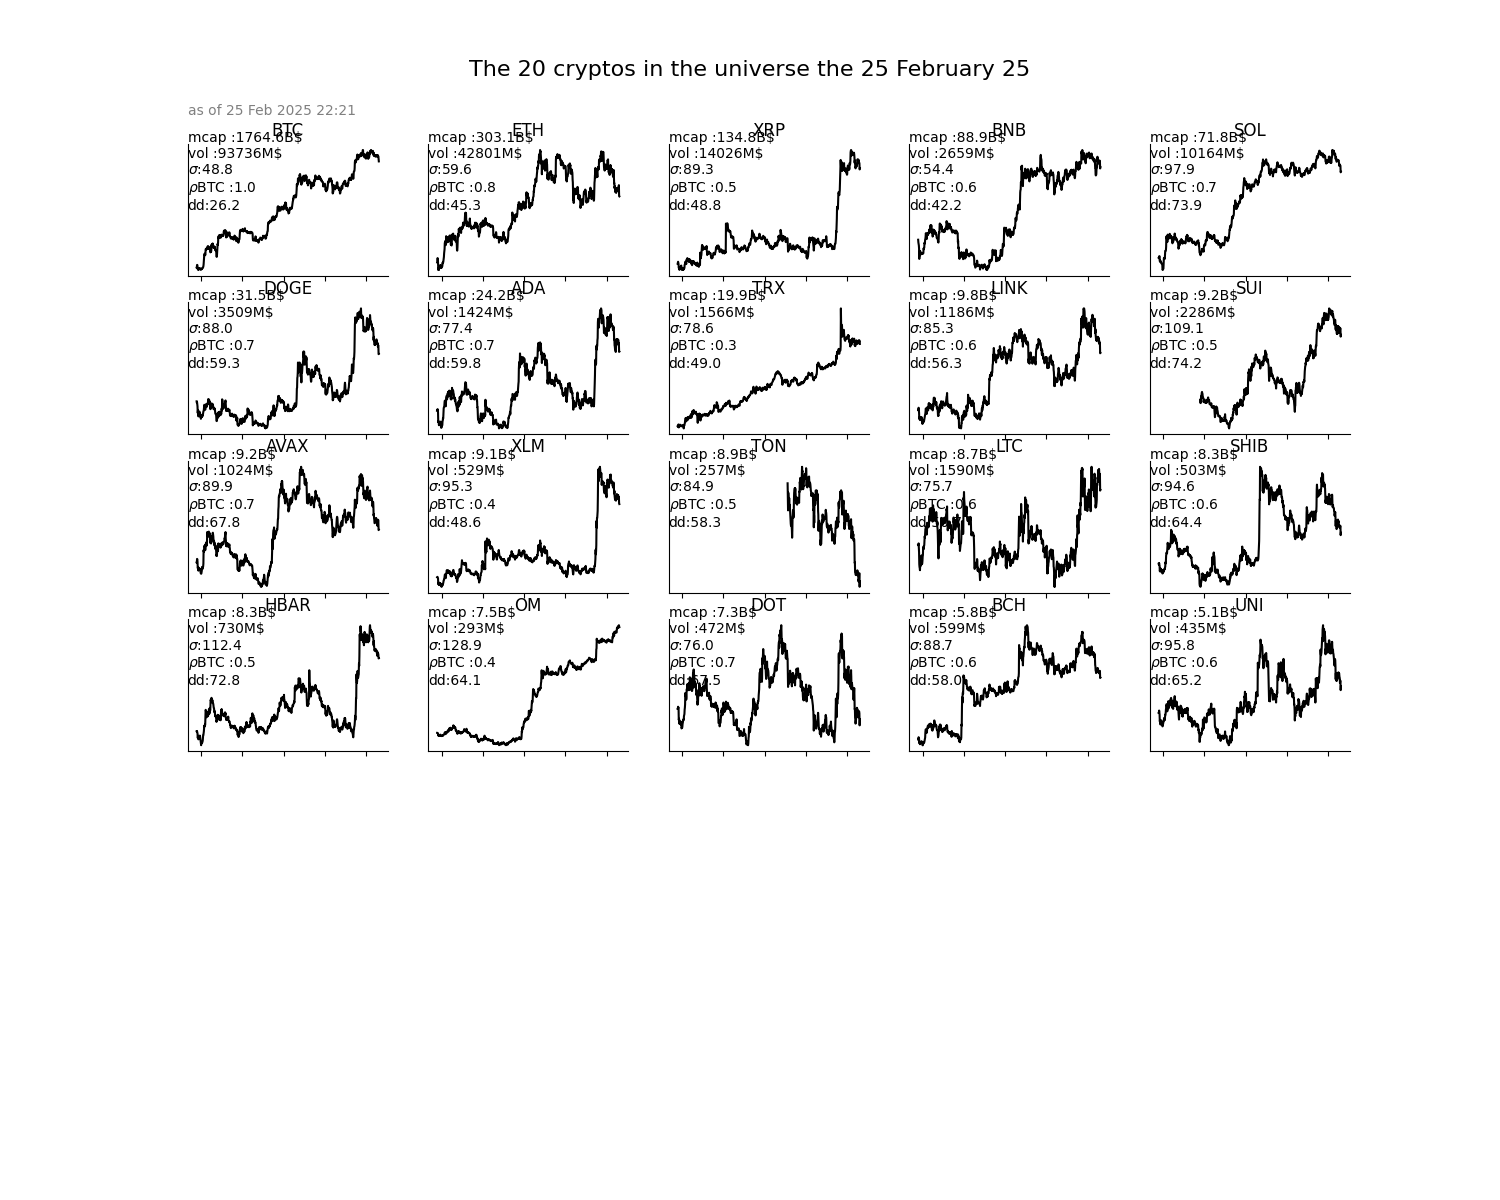 The 20 cryptos in the universe the 25 February 25
as of 25 Feb 2025 22:21
BTC
mcap :1764.6B$
vol :93736M$
σ:48.8
ρBTC :1.0
dd:26.2
ETH
mcap :303.1B$
vol :42801M$
σ:59.6
ρBTC :0.8
dd:45.3
XRP
mcap :134.8B$
vol :14026M$
σ:89.3
ρBTC :0.5
dd:48.8
BNB
mcap :88.9B$
vol :2659M$
σ:54.4
ρBTC :0.6
dd:42.2
SOL
mcap :71.8B$
vol :10164M$
σ:97.9
ρBTC :0.7
dd:73.9
DOGE
mcap :31.5B$
vol :3509M$
σ:88.0
ρBTC :0.7
dd:59.3
ADA
mcap :24.2B$
vol :1424M$
σ:77.4
ρBTC :0.7
dd:59.8
TRX
mcap :19.9B$
vol :1566M$
σ:78.6
ρBTC :0.3
dd:49.0
LINK
mcap :9.8B$
vol :1186M$
σ:85.3
ρBTC :0.6
dd:56.3
SUI
mcap :9.2B$
vol :2286M$
σ:109.1
ρBTC :0.5
dd:74.2
AVAX
mcap :9.2B$
vol :1024M$
σ:89.9
ρBTC :0.7
dd:67.8
XLM
mcap :9.1B$
vol :529M$
σ:95.3
ρBTC :0.4
dd:48.6
TON
mcap :8.9B$
vol :257M$
σ:84.9
ρBTC :0.5
dd:58.3
LTC
mcap :8.7B$
vol :1590M$
σ:75.7
ρBTC :0.6
SHIB
mcap :8.3B$
vol :503M$
σ:94.6
ρBTC :0.6
dd:64.4
HBAR
mcap :8.3B$
vol :730M$
σ:112.4
ρBTC :0.5
dd:72.8
OM
mcap :7.5B$
vol :293M$
σ:128.9
ρBTC :0.4
dd:64.1
DOT
mcap :7.3B$
vol :472M$
σ:76.0
ρBTC :0.7
BCH
mcap :5.8B$
vol :599M$
σ:88.7
ρBTC :0.6
dd:58.0
UNI
mcap :5.1B$
vol :435M$
σ:95.8
ρBTC :0.6
dd:65.2